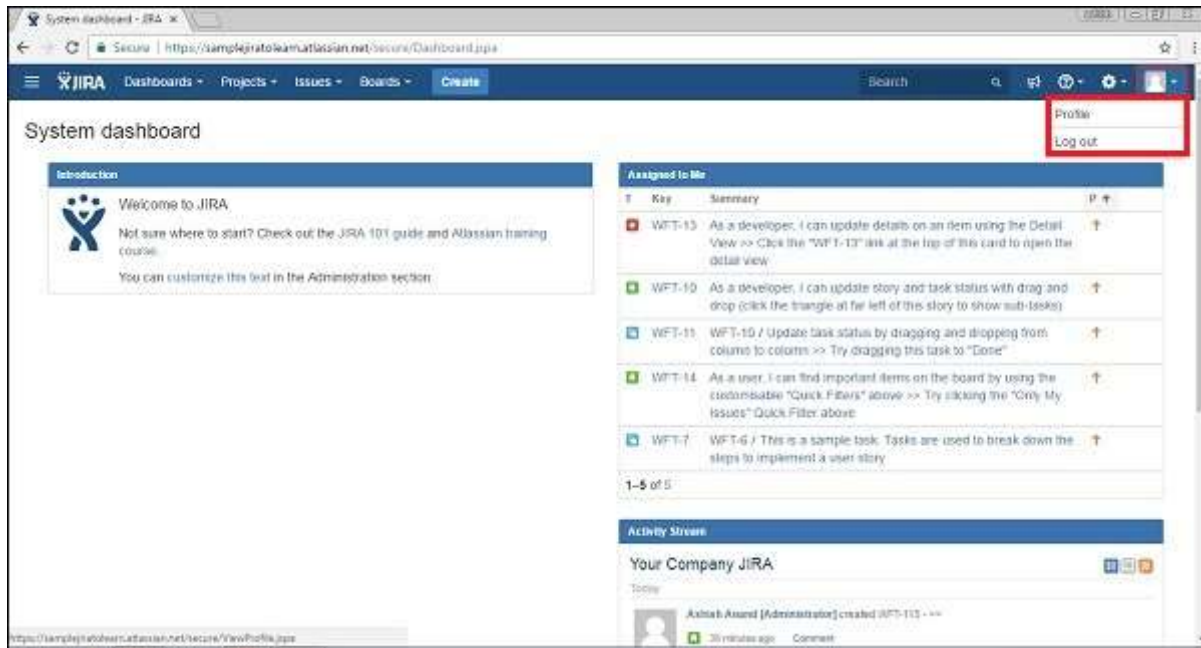 System dashboard - JIRA
Secure | https://samplejiratolearn.atlassian.net/secure/Dashboard.jspa
JIRA Dashboards Projects Issues Boards Create Search
Profile
Log out
System dashboard
Introduction
Welcome to JIRA
Not sure where to start? Check out the JIRA 101 guide and Atlassian training
course.
You can customize this text in the Administration section
Assigned to Me
T Key Summary P
WFT-13 As a developer, I can update details on an item using the Detail
View >> Click the "WFT-13" link at the top of this card to open the
detail view
WFT-10 As a developer, I can update story and task status with drag and
drop (click the triangle at far left of this story to show sub-tasks)
WFT-11 WFT-10 / Update task status by dragging and dropping from
column to column >> Try dragging this task to "Done"
WFT-14 As a user, I can find important items on the board by using the
customisable "Quick Filters" above >> Try clicking the "Only My
Issues" Quick Filter above
WFT-7 WFT-6 / This is a sample task. Tasks are used to break down the
steps to implement a user story
1–5 of 5
Activity Stream
Your Company JIRA
Today
Ashish Anand [Administrator] created WFT-113 - >>
minutes ago Comment
https://samplejiratolearn.atlassian.net/secure/ViewProfile.jspa